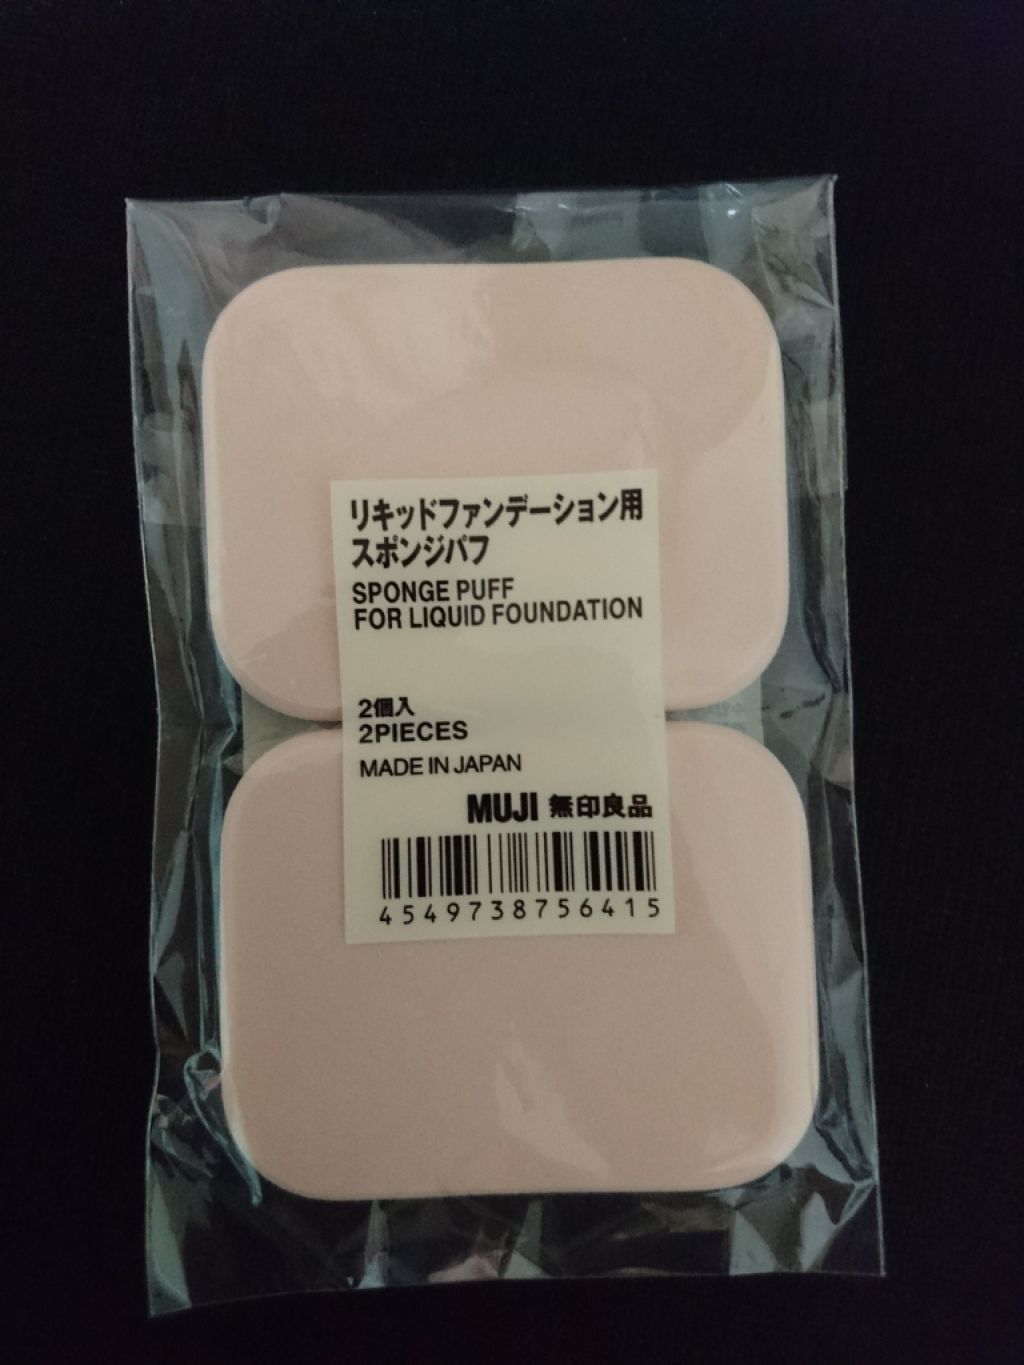 リキッドファンデーション用
スポンジパフ
SPONGE PUFF
FOR LIQUID FOUNDATION
2個入
2PIECES
MADE IN JAPAN
MUJI 無印良品
4549738756415